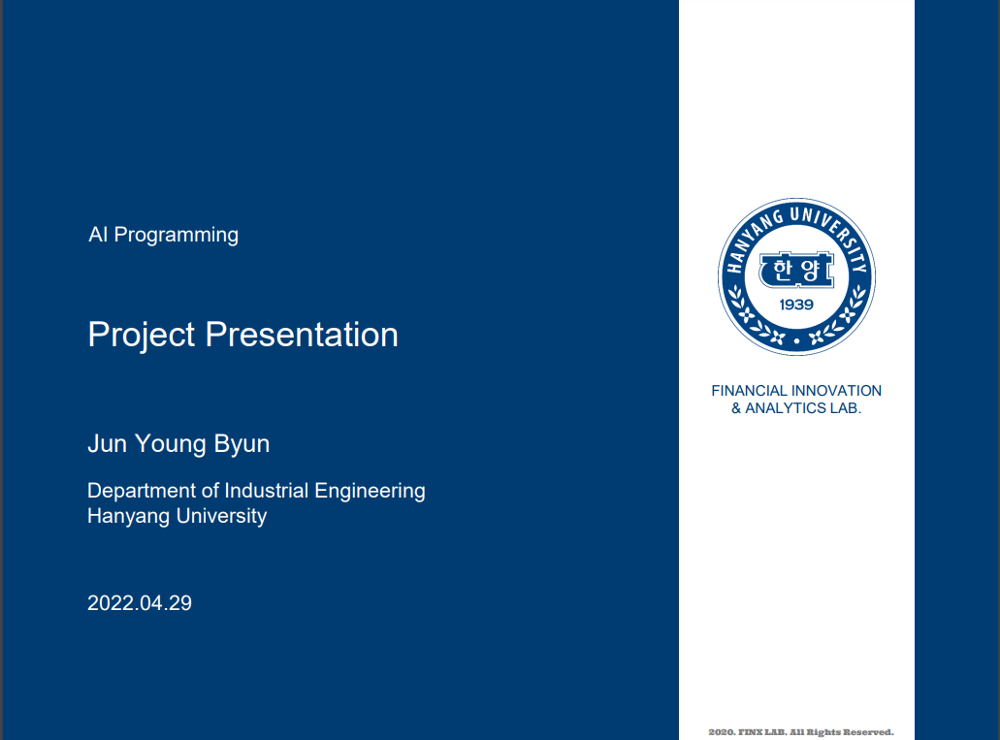 AI Programming
Project Presentation
Jun Young Byun
Department of Industrial Engineering
Hanyang University
2022.04.29
HANYANG UNIVERSITY
한양
1939
FINANCIAL INNOVATION
& ANALYTICS LAB.
2020. FINX LAB. All Rights Reserved.